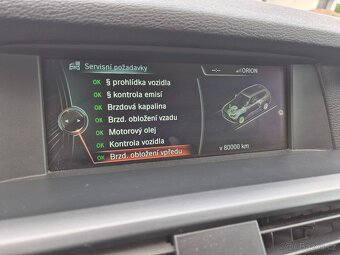 Servisní požadavky
--:--
ORION
OK § prohlídka vozidla
OK § kontrola emisí
OK Brzdová kapalina
OK Brzd. obložení vzadu
OK Motorový olej
OK Kontrola vozidla
OK Brzd. obložení vpředu
v 80000 km